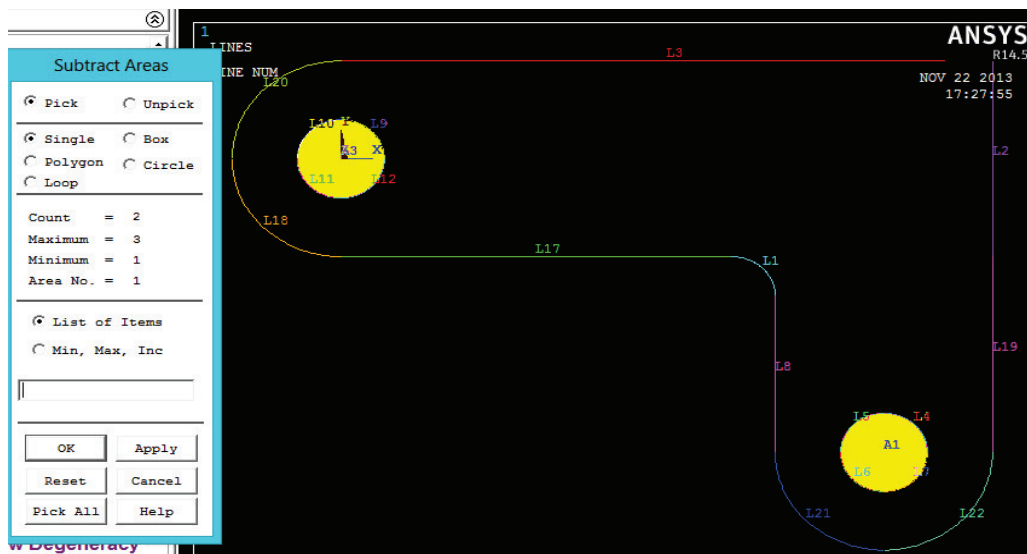 Subtract Areas
Pick Unpick
Single Box
Polygon Circle
Loop
Count = 2
Maximum = 3
Minimum = 1
Area No. = 1
List of Items
Min, Max, Inc
OK Apply
Reset Cancel
Pick All Help
w Degeneracy
1
LINES
INE NUM
ANSYS
R14.5
NOV 22 2013
17:27:55
L3
L20
L10 Y L9
A3 X
L11 L12
L2
L18
L17
L1
L19
L8
L5 L4
A1
L6 L7
L21
L22